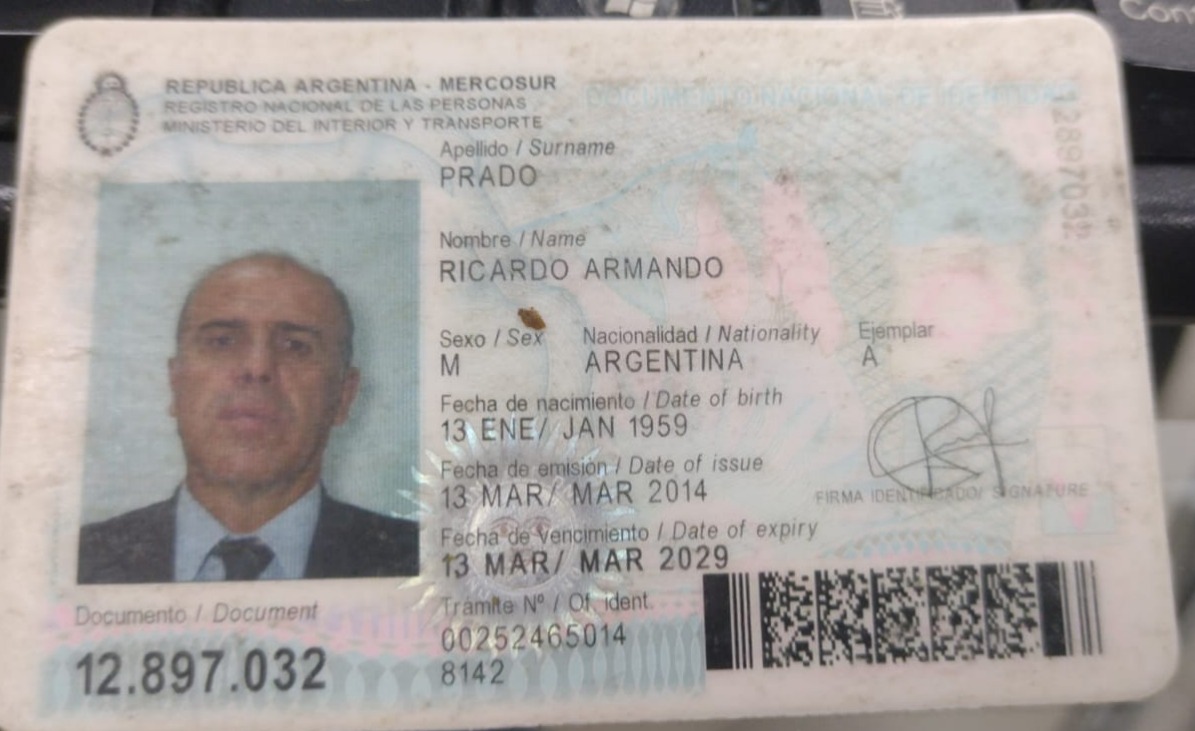 REPUBLICA ARGENTINA - MERCOSUR
REGISTRO NACIONAL DE LAS PERSONAS
MINISTERIO DEL INTERIOR Y TRANSPORTE
DOCUMENTO NACIONAL DE IDENTIDAD
Apellido / Surname
PRADO
Nombre / Name
RICARDO ARMANDO
Sexo / Sex Nacionalidad / Nationality Ejemplar
M ARGENTINA A
Fecha de nacimiento / Date of birth
13 ENE/ JAN 1959
Fecha de emisión / Date of issue
13 MAR/ MAR 2014
FIRMA IDENTIFICADO/ SIGNATURE
Fecha de vencimiento / Date of expiry
13 MAR/ MAR 2029
Tramite Nº / Of. ident.
00252465014
8142
Documento / Document
12.897.032
12897032